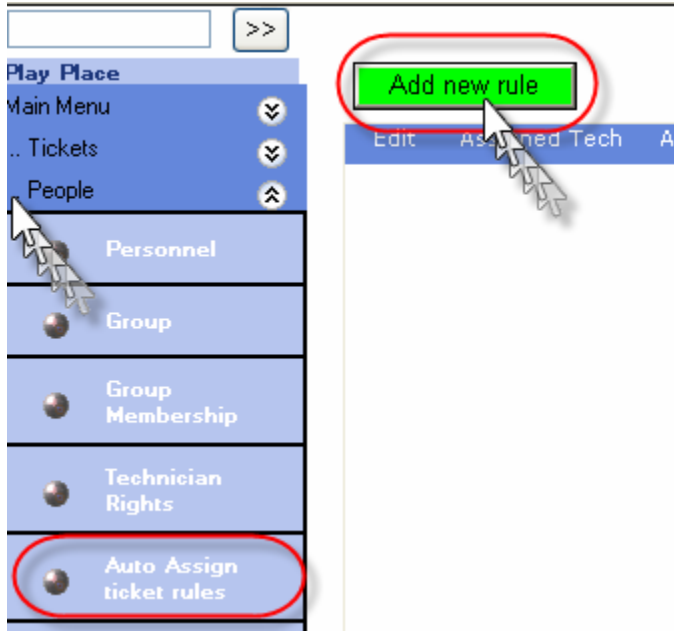 >>
Play Place
Main Menu
.. Tickets
.. People
Personnel
Group
Group
Membership
Technician
Rights
Auto Assign
ticket rules
Add new rule
Edit Assigned Tech A